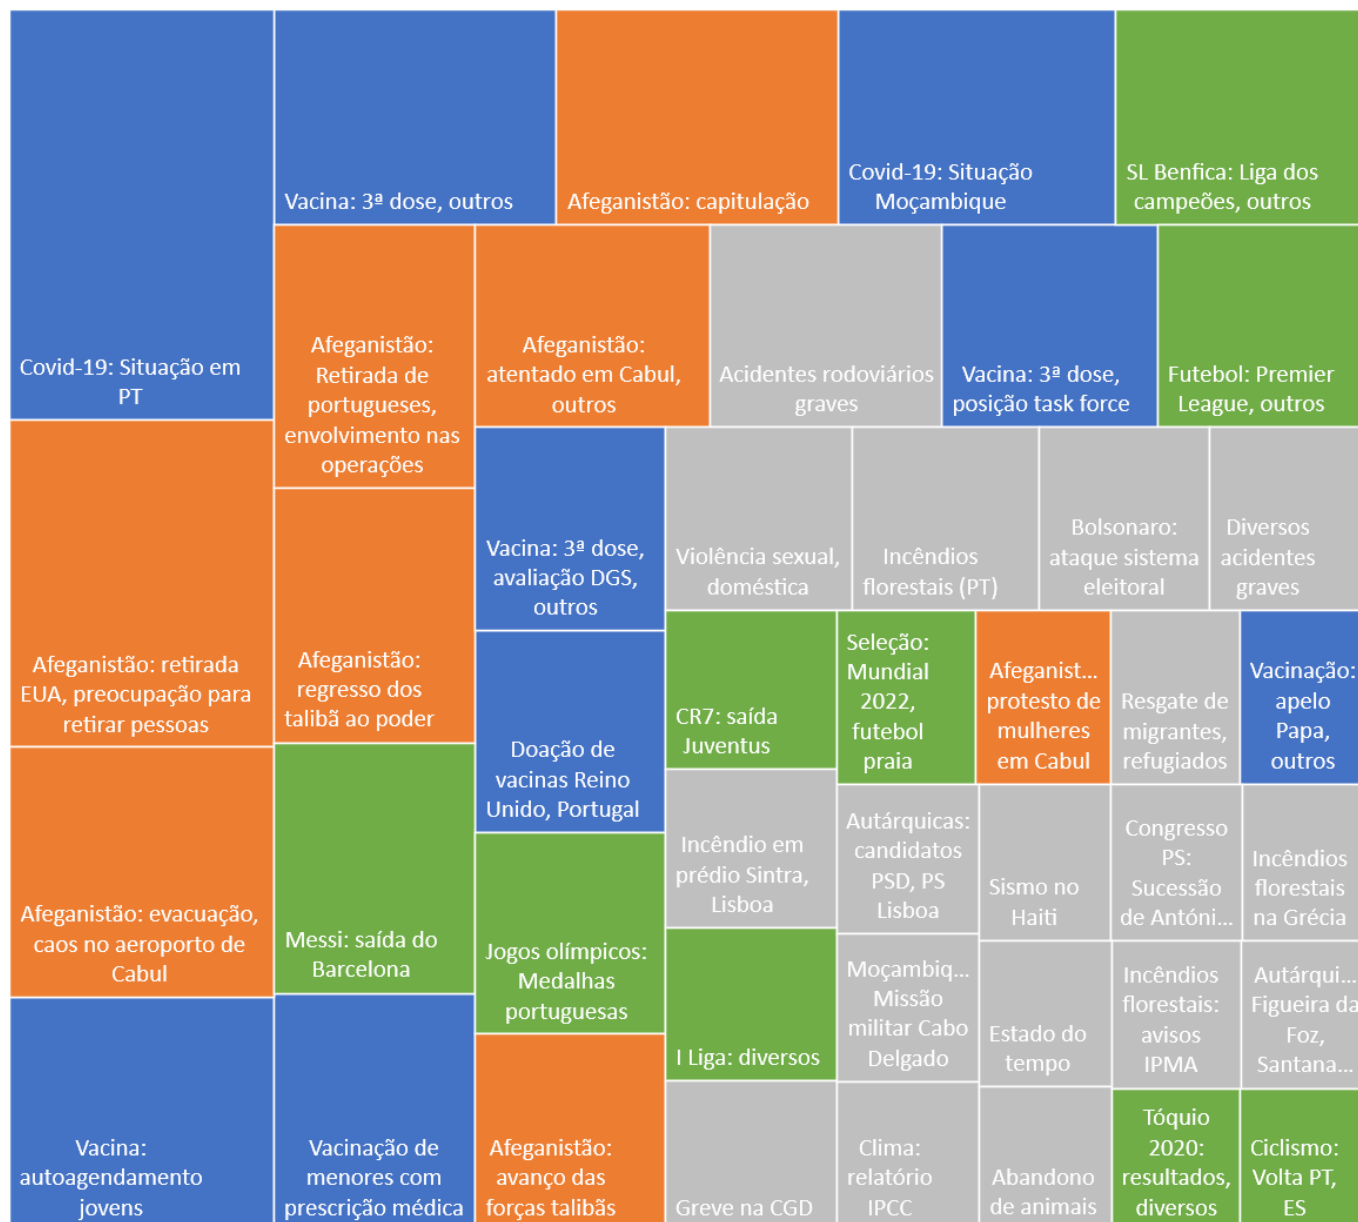 Covid-19: Situação em
PT
Vacina: 3ª dose, outros
Afeganistão: capitulação
Covid-19: Situação
Moçambique
SL Benfica: Liga dos
campeões, outros
Afeganistão:
Retirada de
portugueses,
envolvimento nas
operações
Afeganistão:
atentado em Cabul,
outros
Acidentes rodoviários
graves
Vacina: 3ª dose,
posição task force
Futebol: Premier
League, outros
Afeganistão: retirada
EUA, preocupação para
retirar pessoas
Afeganistão:
regresso dos
talibã ao poder
Vacina: 3ª dose,
avaliação DGS,
outros
Violência sexual,
doméstica
Incêndios
florestais (PT)
Bolsonaro:
ataque sistema
eleitoral
Diversos
acidentes
graves
Doação de
vacinas Reino
Unido, Portugal
CR7: saída
Juventus
Seleção:
Mundial
2022,
futebol
praia
Afeganist...
protesto de
mulheres
em Cabul
Resgate de
migrantes,
refugiados
Vacinação:
apelo
Papa,
outros
Afeganistão: evacuação,
caos no aeroporto de
Cabul
Messi: saída do
Barcelona
Jogos olímpicos:
Medalhas
portuguesas
Incêndio em
prédio Sintra,
Lisboa
Autárquicas:
candidatos
PSD, PS
Lisboa
Sismo no
Haiti
Congresso
PS:
Sucessão
de Antóni...
Incêndios
florestais
na Grécia
I Liga: diversos
Moçambiq...
Missão
militar Cabo
Delgado
Estado do
tempo
Incêndios
florestais:
avisos
IPMA
Autárqui...
Figueira da
Foz,
Santana...
Vacina:
autoagendamento
jovens
Vacinação de
menores com
prescrição médica
Afeganistão:
avanço das
forças talibãs
Greve na CGD
Clima:
relatório
IPCC
Abandono
de animais
Tóquio
2020:
resultados,
diversos
Ciclismo:
Volta PT,
ES